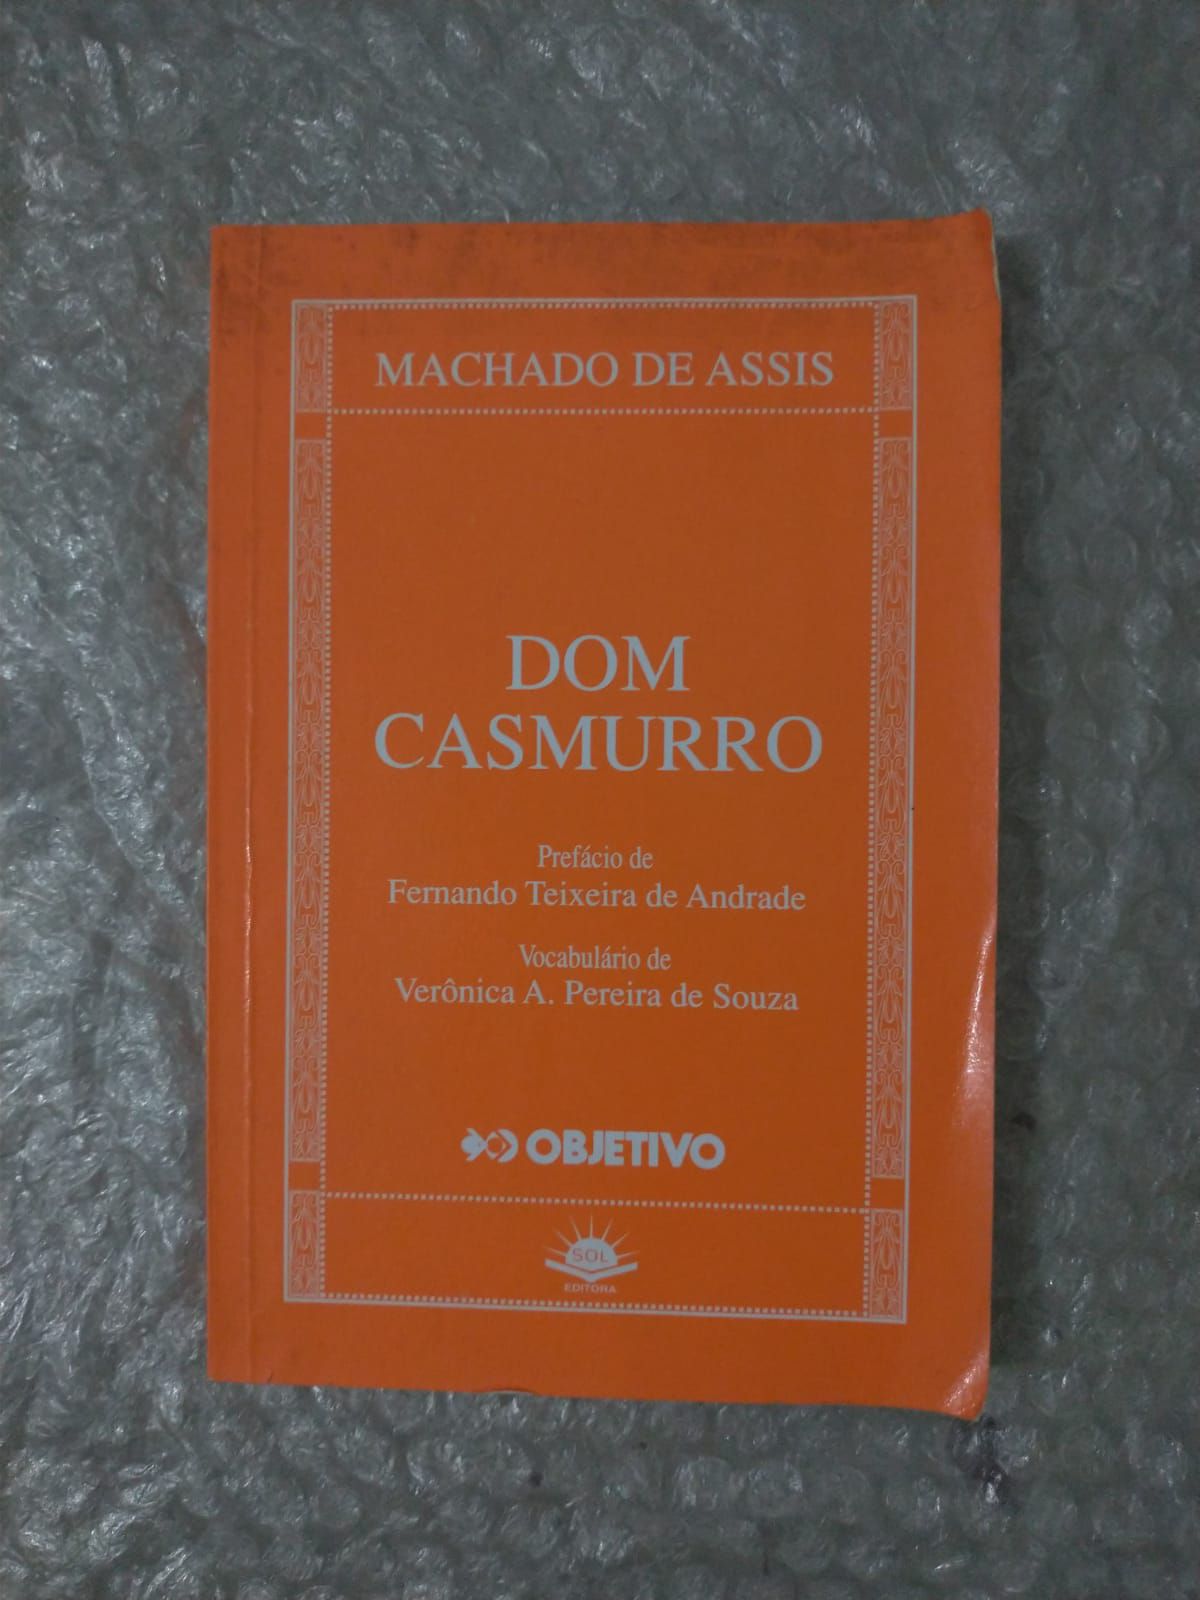 MACHADO DE ASSIS
DOM
CASMURRO
Prefácio de
Fernando Teixeira de Andrade
Vocabulário de
Verônica A. Pereira de Souza
OBJETIVO
SOL
EDITORA